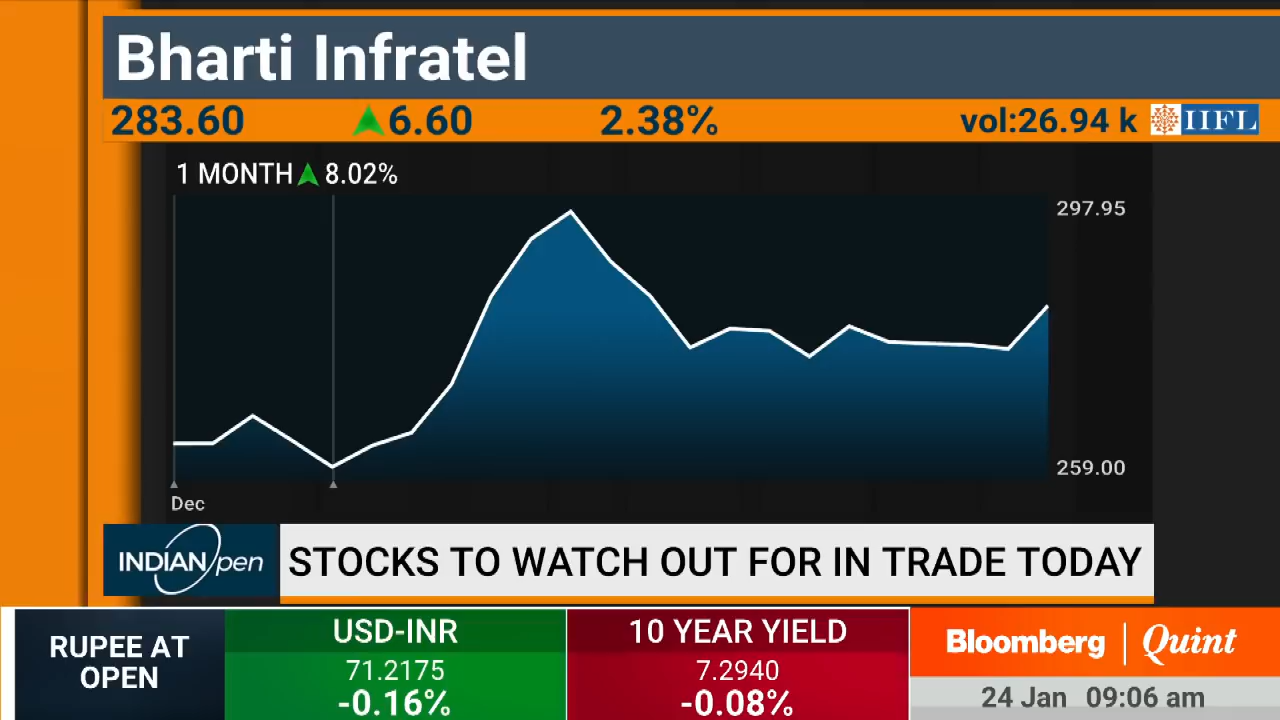 Bharti Infratel
283.60 6.60 2.38% vol:26.94 k IIFL
1 MONTH 8.02%
297.95
259.00
Dec
INDIAN Open STOCKS TO WATCH OUT FOR IN TRADE TODAY
RUPEE AT
OPEN
USD-INR
71.2175
-0.16%
10 YEAR YIELD
7.2940
-0.08%
Bloomberg | Quint
24 Jan 09:06 am